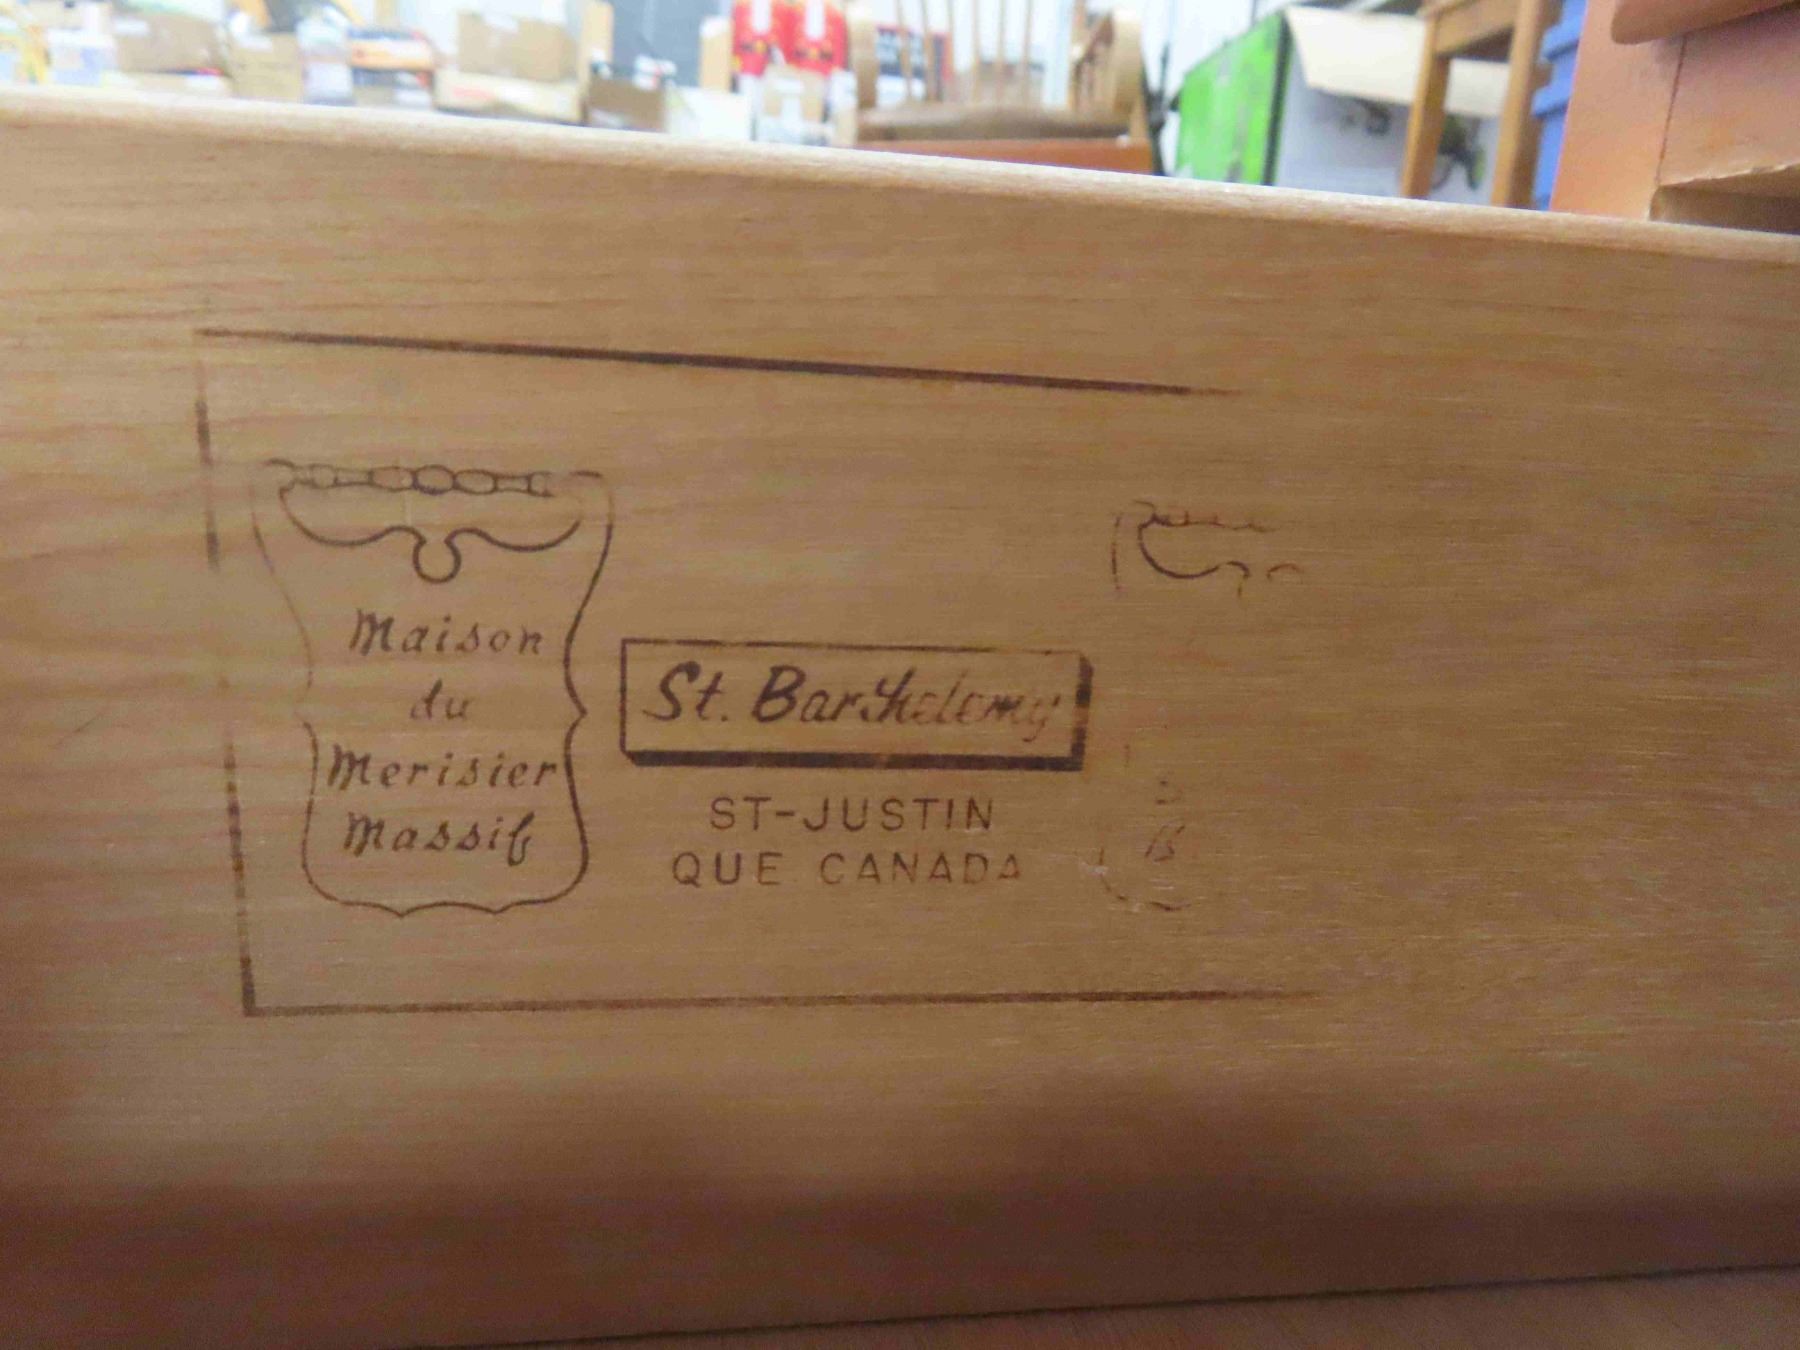 Maison
du
Merisier
Massif
St. Barthelemy
ST-JUSTIN
QUE CANADA